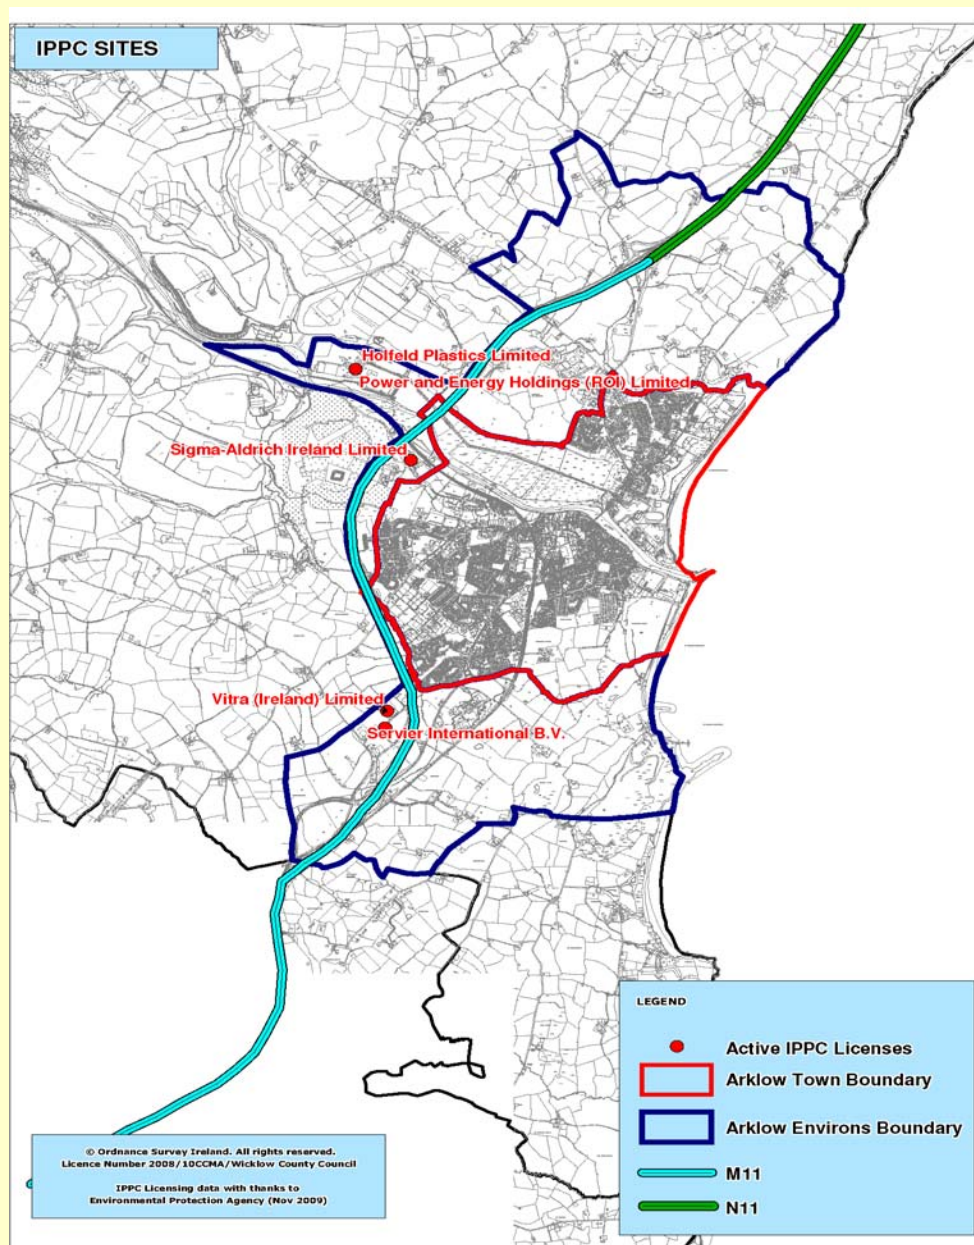 IPPC SITES
Holfeld Plastics Limited
Power and Energy Holdings (ROI) Limited
Sigma-Aldrich Ireland Limited
Vitra (Ireland) Limited
Servier International B.V.
LEGEND
Active IPPC Licenses
Arklow Town Boundary
Arklow Environs Boundary
M11
N11
© Ordnance Survey Ireland. All rights reserved.
Licence Number 2008/10CCMA/Wicklow County Council
IPPC Licensing data with thanks to
Environmental Protection Agency (Nov 2009)